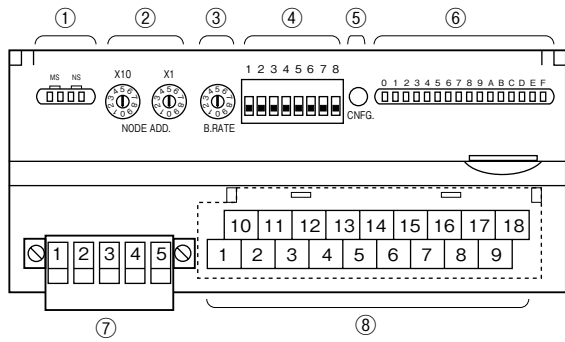 ① ② ③ ④ ⑤ ⑥
MS NS
X10 X1
NODE ADD.
B.RATE
1 2 3 4 5 6 7 8
CNFG.
0 1 2 3 4 5 6 7 8 9 A B C D E F
10 11 12 13 14 15 16 17 18
1 2 3 4 5 6 7 8 9
1 2 3 4 5
⑦ ⑧